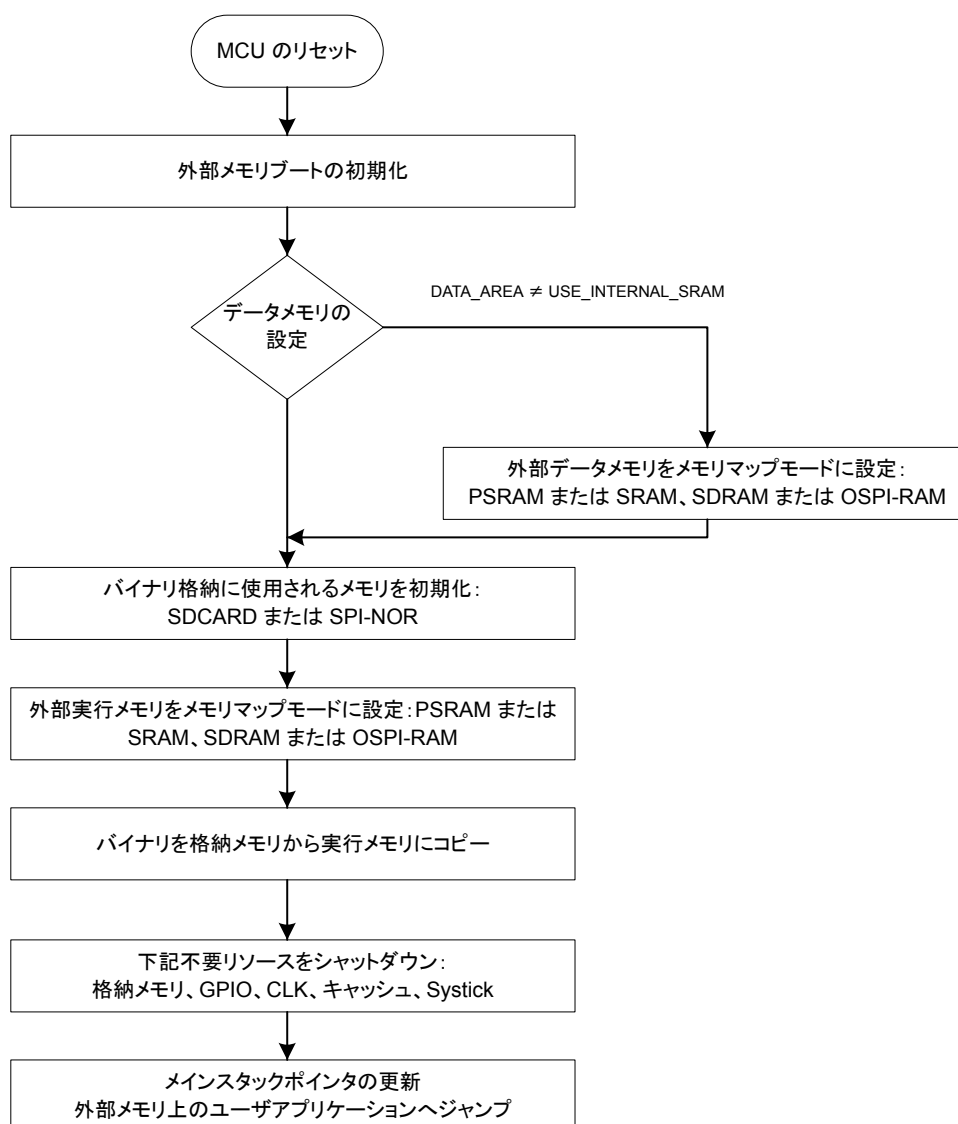 MCU のリセット
外部メモリブートの初期化
データメモリの
設定
DATA_AREA ≠ USE_INTERNAL_SRAM
外部データメモリをメモリマップモードに設定：
PSRAM または SRAM、SDRAM または OSPI-RAM
バイナリ格納に使用されるメモリを初期化：
SDCARD または SPI-NOR
外部実行メモリをメモリマップモードに設定：PSRAM または
SRAM、SDRAM または OSPI-RAM
バイナリを格納メモリから実行メモリにコピー
下記不要リソースをシャットダウン：
格納メモリ、GPIO、CLK、キャッシュ、Systick
メインスタックポインタの更新
外部メモリ上のユーザアプリケーションへジャンプ